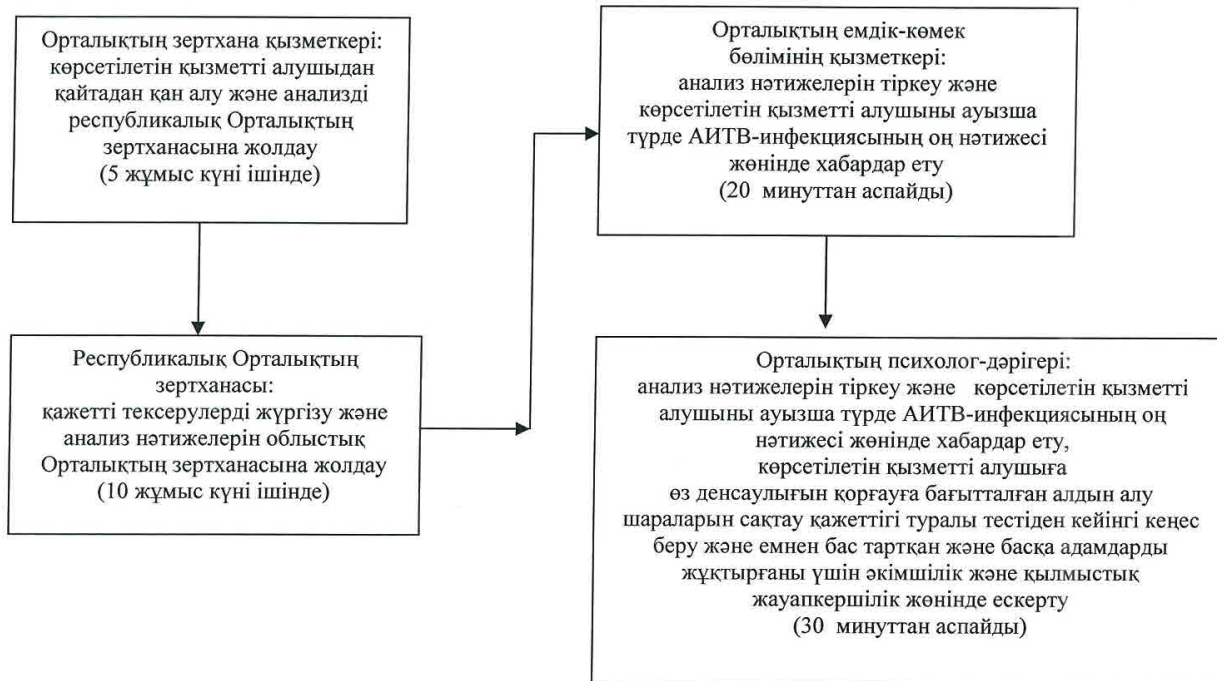 Орталықтың зертхана қызметкері:
көрсетілетін қызметті алушыдан
қайтадан қан алу және анализді
республикалық Орталықтың
зертханасына жолдау
(5 жұмыс күні ішінде)
Республикалық Орталықтың
зертханасы:
қажетті тексерулерді жүргізу және
анализ нәтижелерін облыстық
Орталықтың зертханасына жолдау
(10 жұмыс күні ішінде)
Орталықтың емдік-көмек
бөлімінің қызметкері:
анализ нәтижелерін тіркеу және
көрсетілетін қызметті алушыны ауызша
түрде АИТВ-инфекциясының оң нәтижесі
жөнінде хабардар ету
(20 минуттан аспайды)
Орталықтың психолог-дәрігері:
анализ нәтижелерін тіркеу және көрсетілетін қызметті
алушыны ауызша түрде АИТВ-инфекциясының оң
нәтижесі жөнінде хабардар ету,
көрсетілетін қызметті алушыға
өз денсаулығын қорғауға бағытталған алдын алу
шараларын сақтау қажеттігі туралы тестіден кейінгі кеңес
беру және емнен бас тартқан және басқа адамдарды
жұқтырғаны үшін әкімшілік және қылмыстық
жауапкершілік жөнінде ескерту
(30 минуттан аспайды)